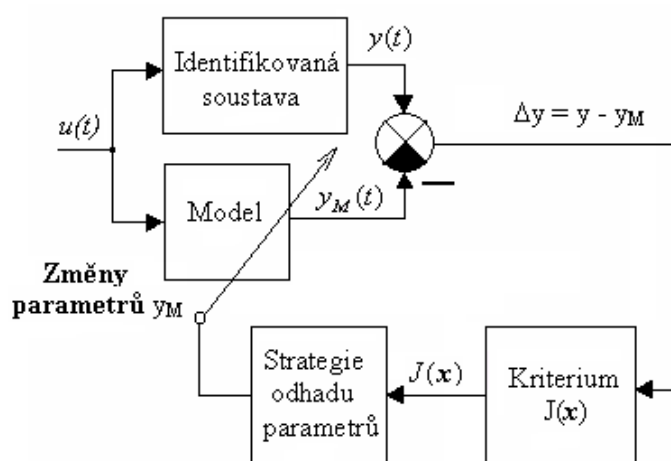 y(t)
Identifikovaná
soustava
Δy = y - yM
u(t)
Model
yM(t)
Změny
parametrů yM
Strategie
odhadu
parametrů
J(x)
Kriterium
J(x)